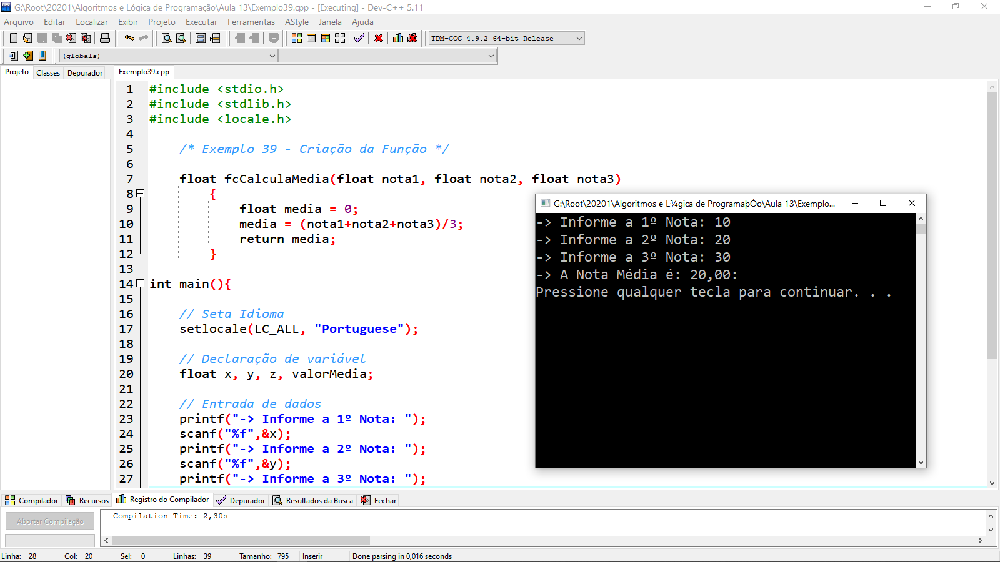 G:\Root\20201\Algoritmos e Lógica de Programação\Aula 13\Exemplo39.cpp - [Executing] - Dev-C++ 5.11
Arquivo Editar Localizar Exibir Projeto Executar Ferramentas AStyle Janela Ajuda
TDM-GCC 4.9.2 64-bit Release
(globals)
Projeto Classes Depurador
Exemplo39.cpp
1 #include <stdio.h>
2 #include <stdlib.h>
3 #include <locale.h>
4
5 /* Exemplo 39 - Criação da Função */
6
7 float fcCalculaMedia(float nota1, float nota2, float nota3)
8 {
9 float media = 0;
10 media = (nota1+nota2+nota3)/3;
11 return media;
12 }
13
14 int main(){
15
16 // Seta Idioma
17 setlocale(LC_ALL, "Portuguese");
18
19 // Declaração de variável
20 float x, y, z, valorMedia;
21
22 // Entrada de dados
23 printf("-> Informe a 1º Nota: ");
24 scanf("%f",&x);
25 printf("-> Informe a 2º Nota: ");
26 scanf("%f",&y);
27 printf("-> Informe a 3º Nota: ");
G:\Root\20201\Algoritmos e L¾gica de ProgramaþÒo\Aula 13\Exemplo...
-> Informe a 1º Nota: 10
-> Informe a 2º Nota: 20
-> Informe a 3º Nota: 30
-> A Nota Média é: 20,00:
Pressione qualquer tecla para continuar. . .
Compilador Recursos Registro do Compilador Depurador Resultados da Busca Fechar
Abortar Compilação
- Compilation Time: 2,30s
Linha: 28 Col: 20 Sel: 0 Linhas: 39 Tamanho: 795 Inserir Done parsing in 0,016 seconds